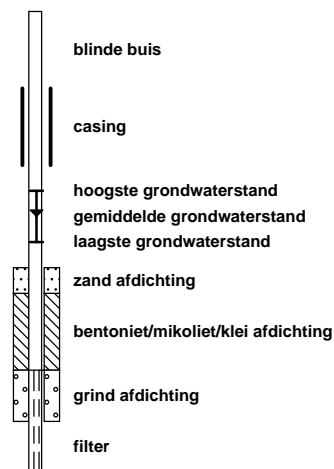 blinde buis
casing
hoogste grondwaterstand
gemiddelde grondwaterstand
laagste grondwaterstand
zand afdichting
bentoniet/mikoliet/klei afdichting
grind afdichting
filter